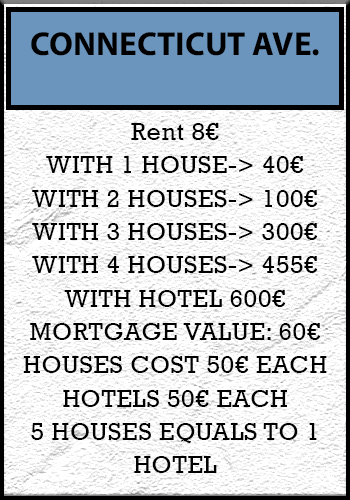 CONNECTICUT AVE.
Rent 8€
WITH 1 HOUSE-> 40€
WITH 2 HOUSES-> 100€
WITH 3 HOUSES-> 300€
WITH 4 HOUSES-> 455€
WITH HOTEL 600€
MORTGAGE VALUE: 60€
HOUSES COST 50€ EACH
HOTELS 50€ EACH
5 HOUSES EQUALS TO 1
HOTEL